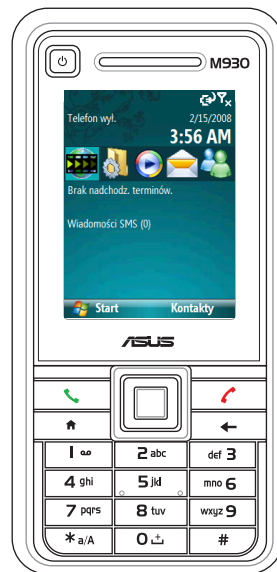 M930
Telefon wył.
2/15/2008
3:56 AM
Brak nadchodz. terminów.
Wiadomości SMS (0)
Start Kontakty
ASUS
1 2 abc def 3
4 ghi 5 jkl mno 6
7 pqrs 8 tuv wxyz 9
* a/A 0 + #